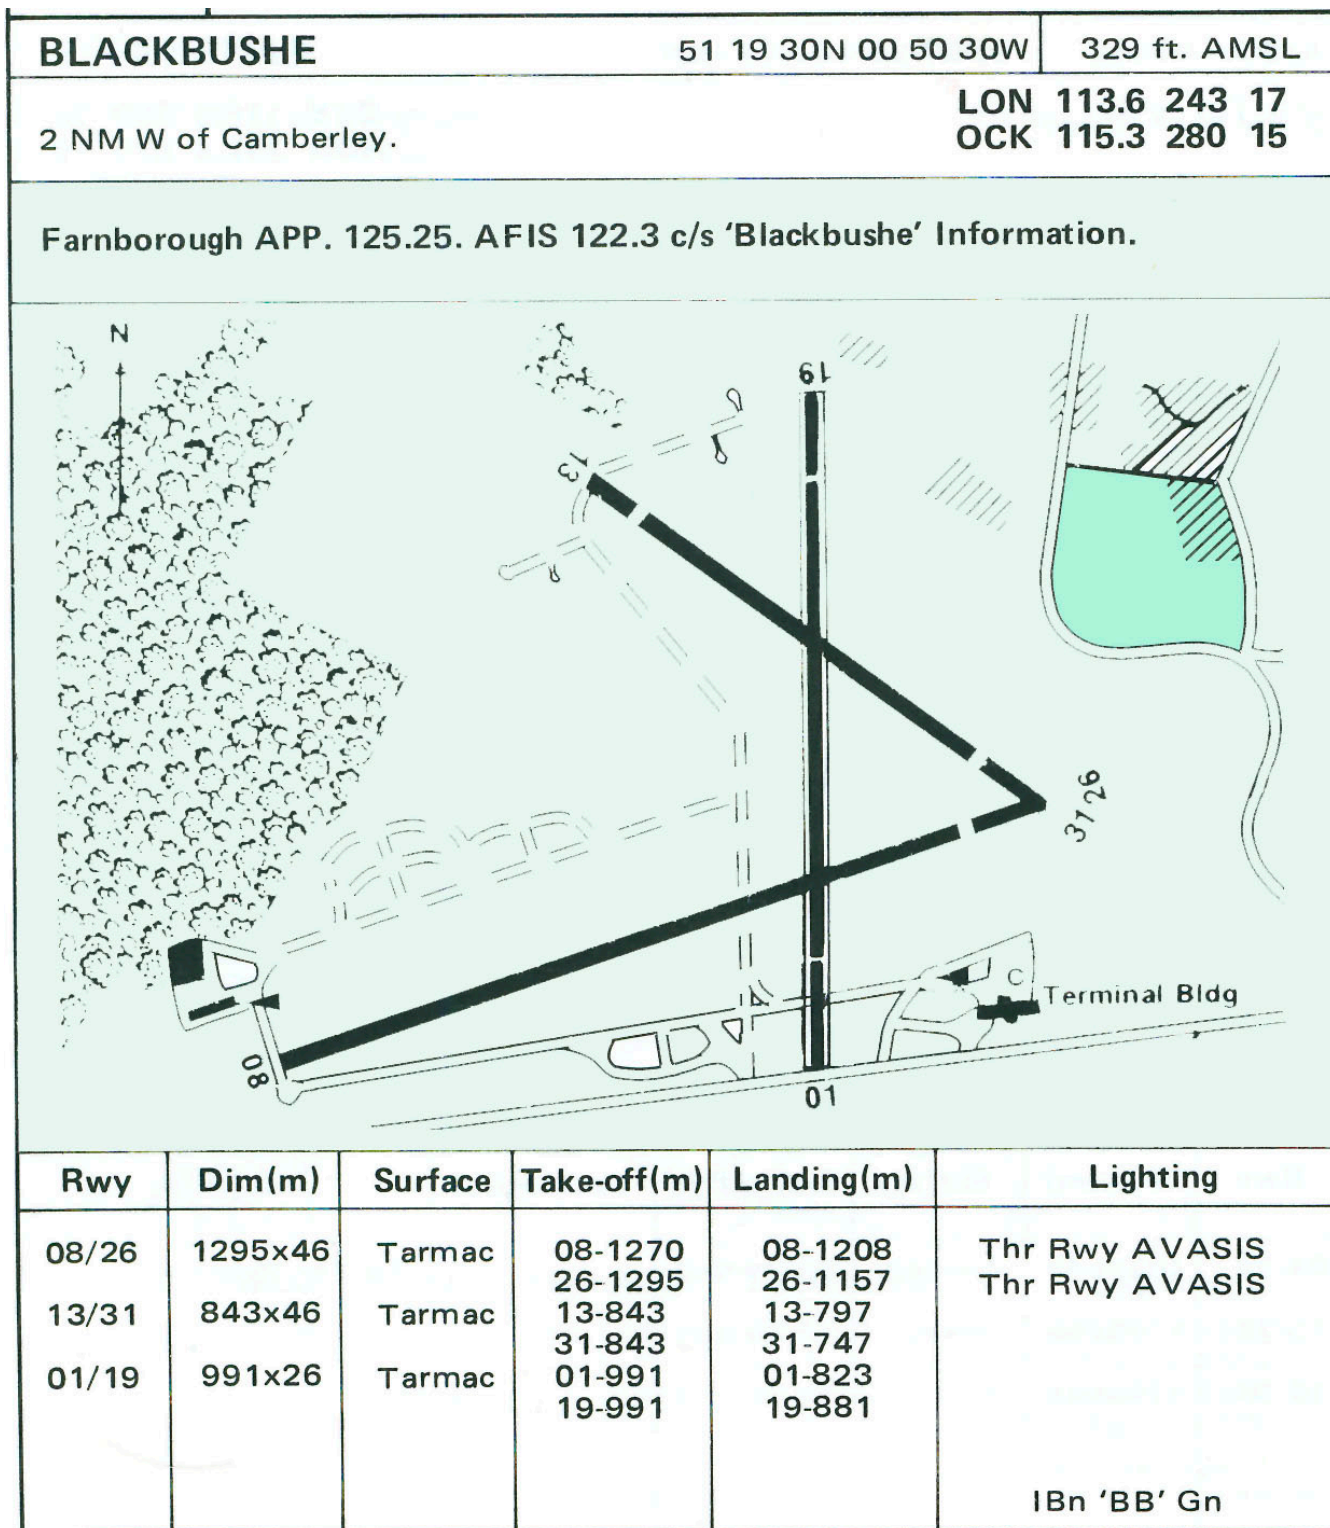 BLACKBUSHE 51 19 30N 00 50 30W 329 ft. AMSL
LON 113.6 243 17
2 NM W of Camberley. OCK 115.3 280 15
Farnborough APP. 125.25. AFIS 122.3 c/s ‘Blackbushe’ Information.
N
19
13
31 26
C
Terminal Bldg
08
01
Rwy Dim(m) Surface Take-off(m) Landing(m) Lighting
08/26 1295x46 Tarmac 08-1270 08-1208 Thr Rwy AVASIS
26-1295 26-1157 Thr Rwy AVASIS
13/31 843x46 Tarmac 13-843 13-797
31-843 31-747
01/19 991x26 Tarmac 01-991 01-823
19-991 19-881
IBn ‘BB’ Gn